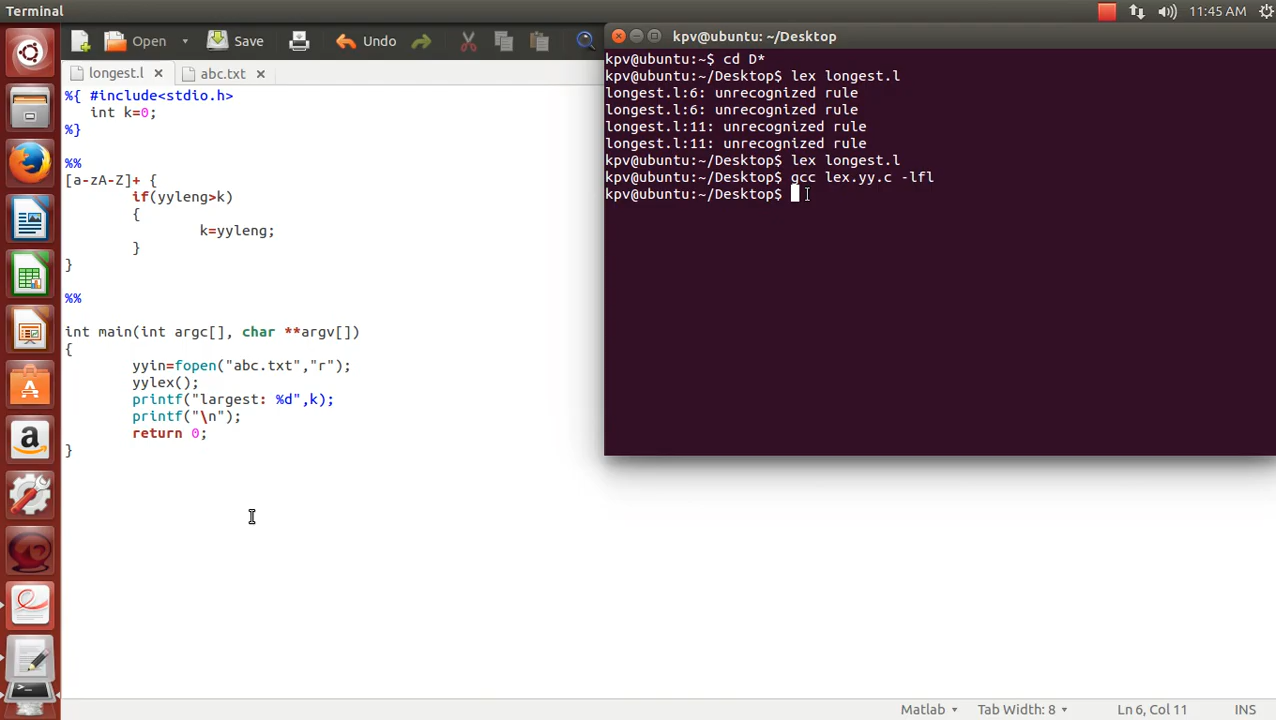 Terminal
11:45 AM
Open
Save
Undo
longest.l
abc.txt
%{ #include<stdio.h>
int k=0;
%}
%%
[a-zA-Z]+ {
if(yyleng>k)
{
k=yyleng;
}
}
%%
int main(int argc[], char **argv[])
{
yyin=fopen("abc.txt","r");
yylex();
printf("largest: %d",k);
printf("\n");
return 0;
}
kpv@ubuntu: ~/Desktop
kpv@ubuntu:~$ cd D*
kpv@ubuntu:~/Desktop$ lex longest.l
longest.l:6: unrecognized rule
longest.l:6: unrecognized rule
longest.l:11: unrecognized rule
longest.l:11: unrecognized rule
kpv@ubuntu:~/Desktop$ lex longest.l
kpv@ubuntu:~/Desktop$ gcc lex.yy.c -lfl
kpv@ubuntu:~/Desktop$
Matlab
Tab Width: 8
Ln 6, Col 11
INS